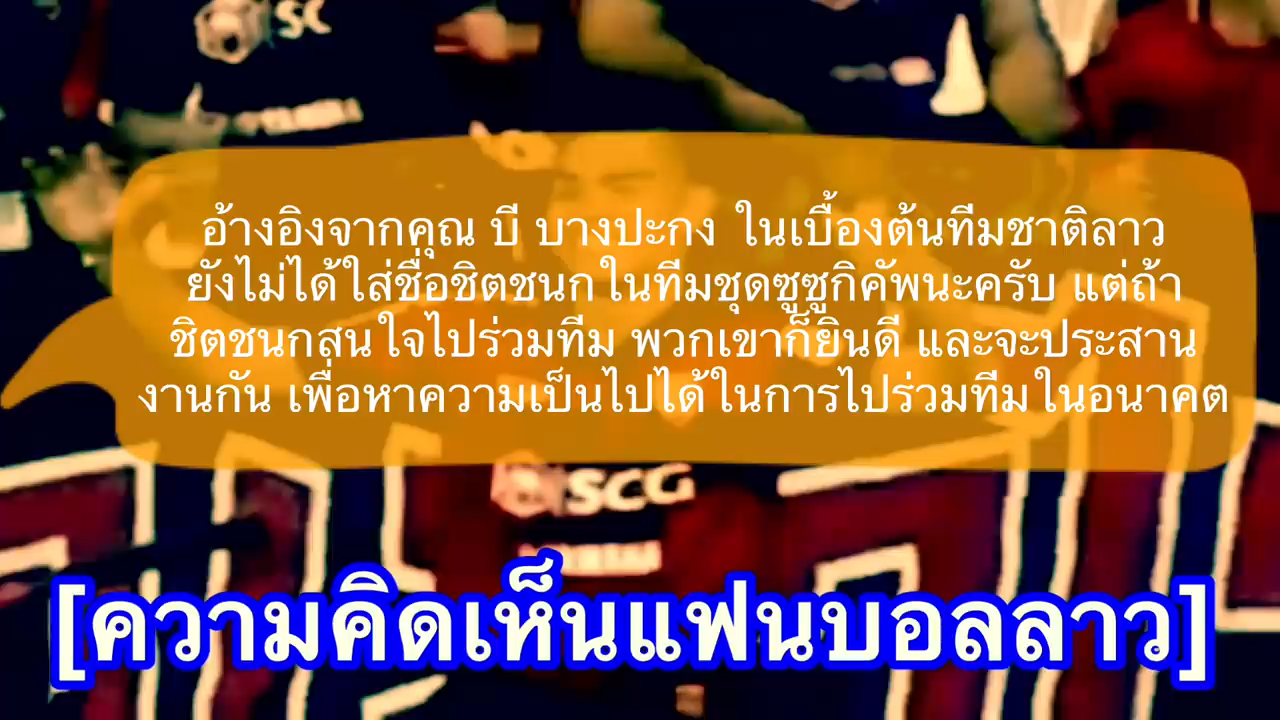 SC
อ้างอิงจากคุณ บี บางปะกง ในเบื้องต้นทีมชาติลาว
ยังไม่ได้ใส่ชื่อชิตชนกในทีมชุดซูซูกิคัพนะครับ แต่ถ้า
ชิตชนกสนใจไปร่วมทีม พวกเขาก็ยินดี และจะประสาน
งานกัน เพื่อหาความเป็นไปได้ในการไปร่วมทีมในอนาคต
SCG
[ความคิดเห็นแฟนบอลลาว]